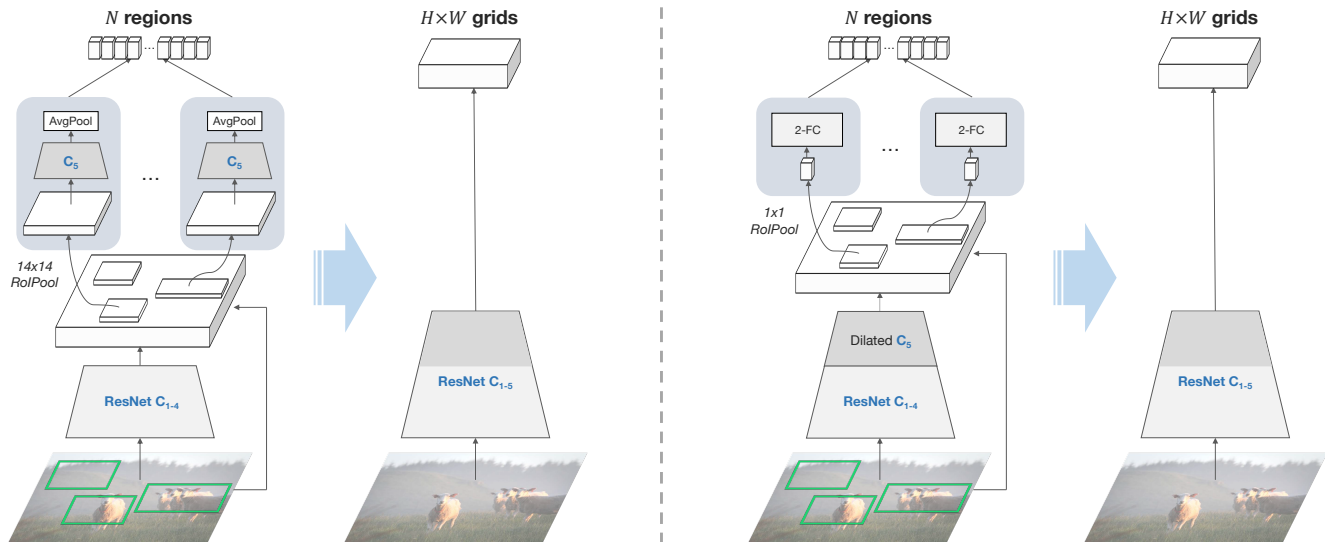 N regions
H×W grids
...
AvgPool
AvgPool
C5
C5
...
14x14
RoIPool
ResNet C1-4
ResNet C1-5
N regions
H×W grids
...
2-FC
2-FC
...
1x1
RoIPool
Dilated C5
ResNet C1-4
ResNet C1-5